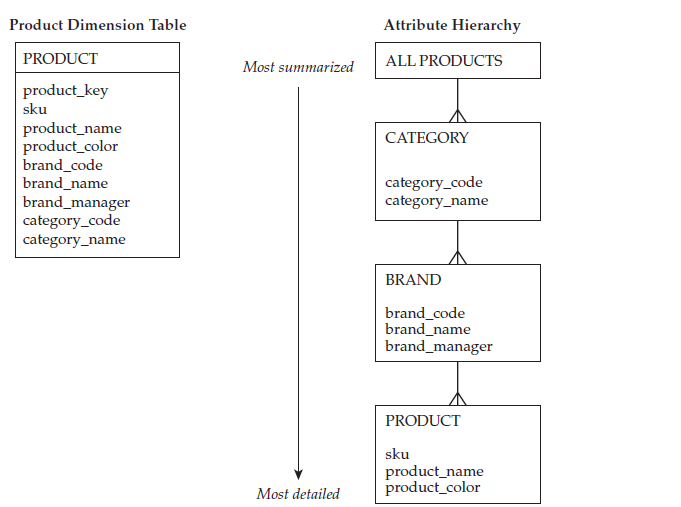 Product Dimension Table
PRODUCT
product_key
sku
product_name
product_color
brand_code
brand_name
brand_manager
category_code
category_name
Most summarized
Most detailed
Attribute Hierarchy
ALL PRODUCTS
CATEGORY
category_code
category_name
BRAND
brand_code
brand_name
brand_manager
PRODUCT
sku
product_name
product_color